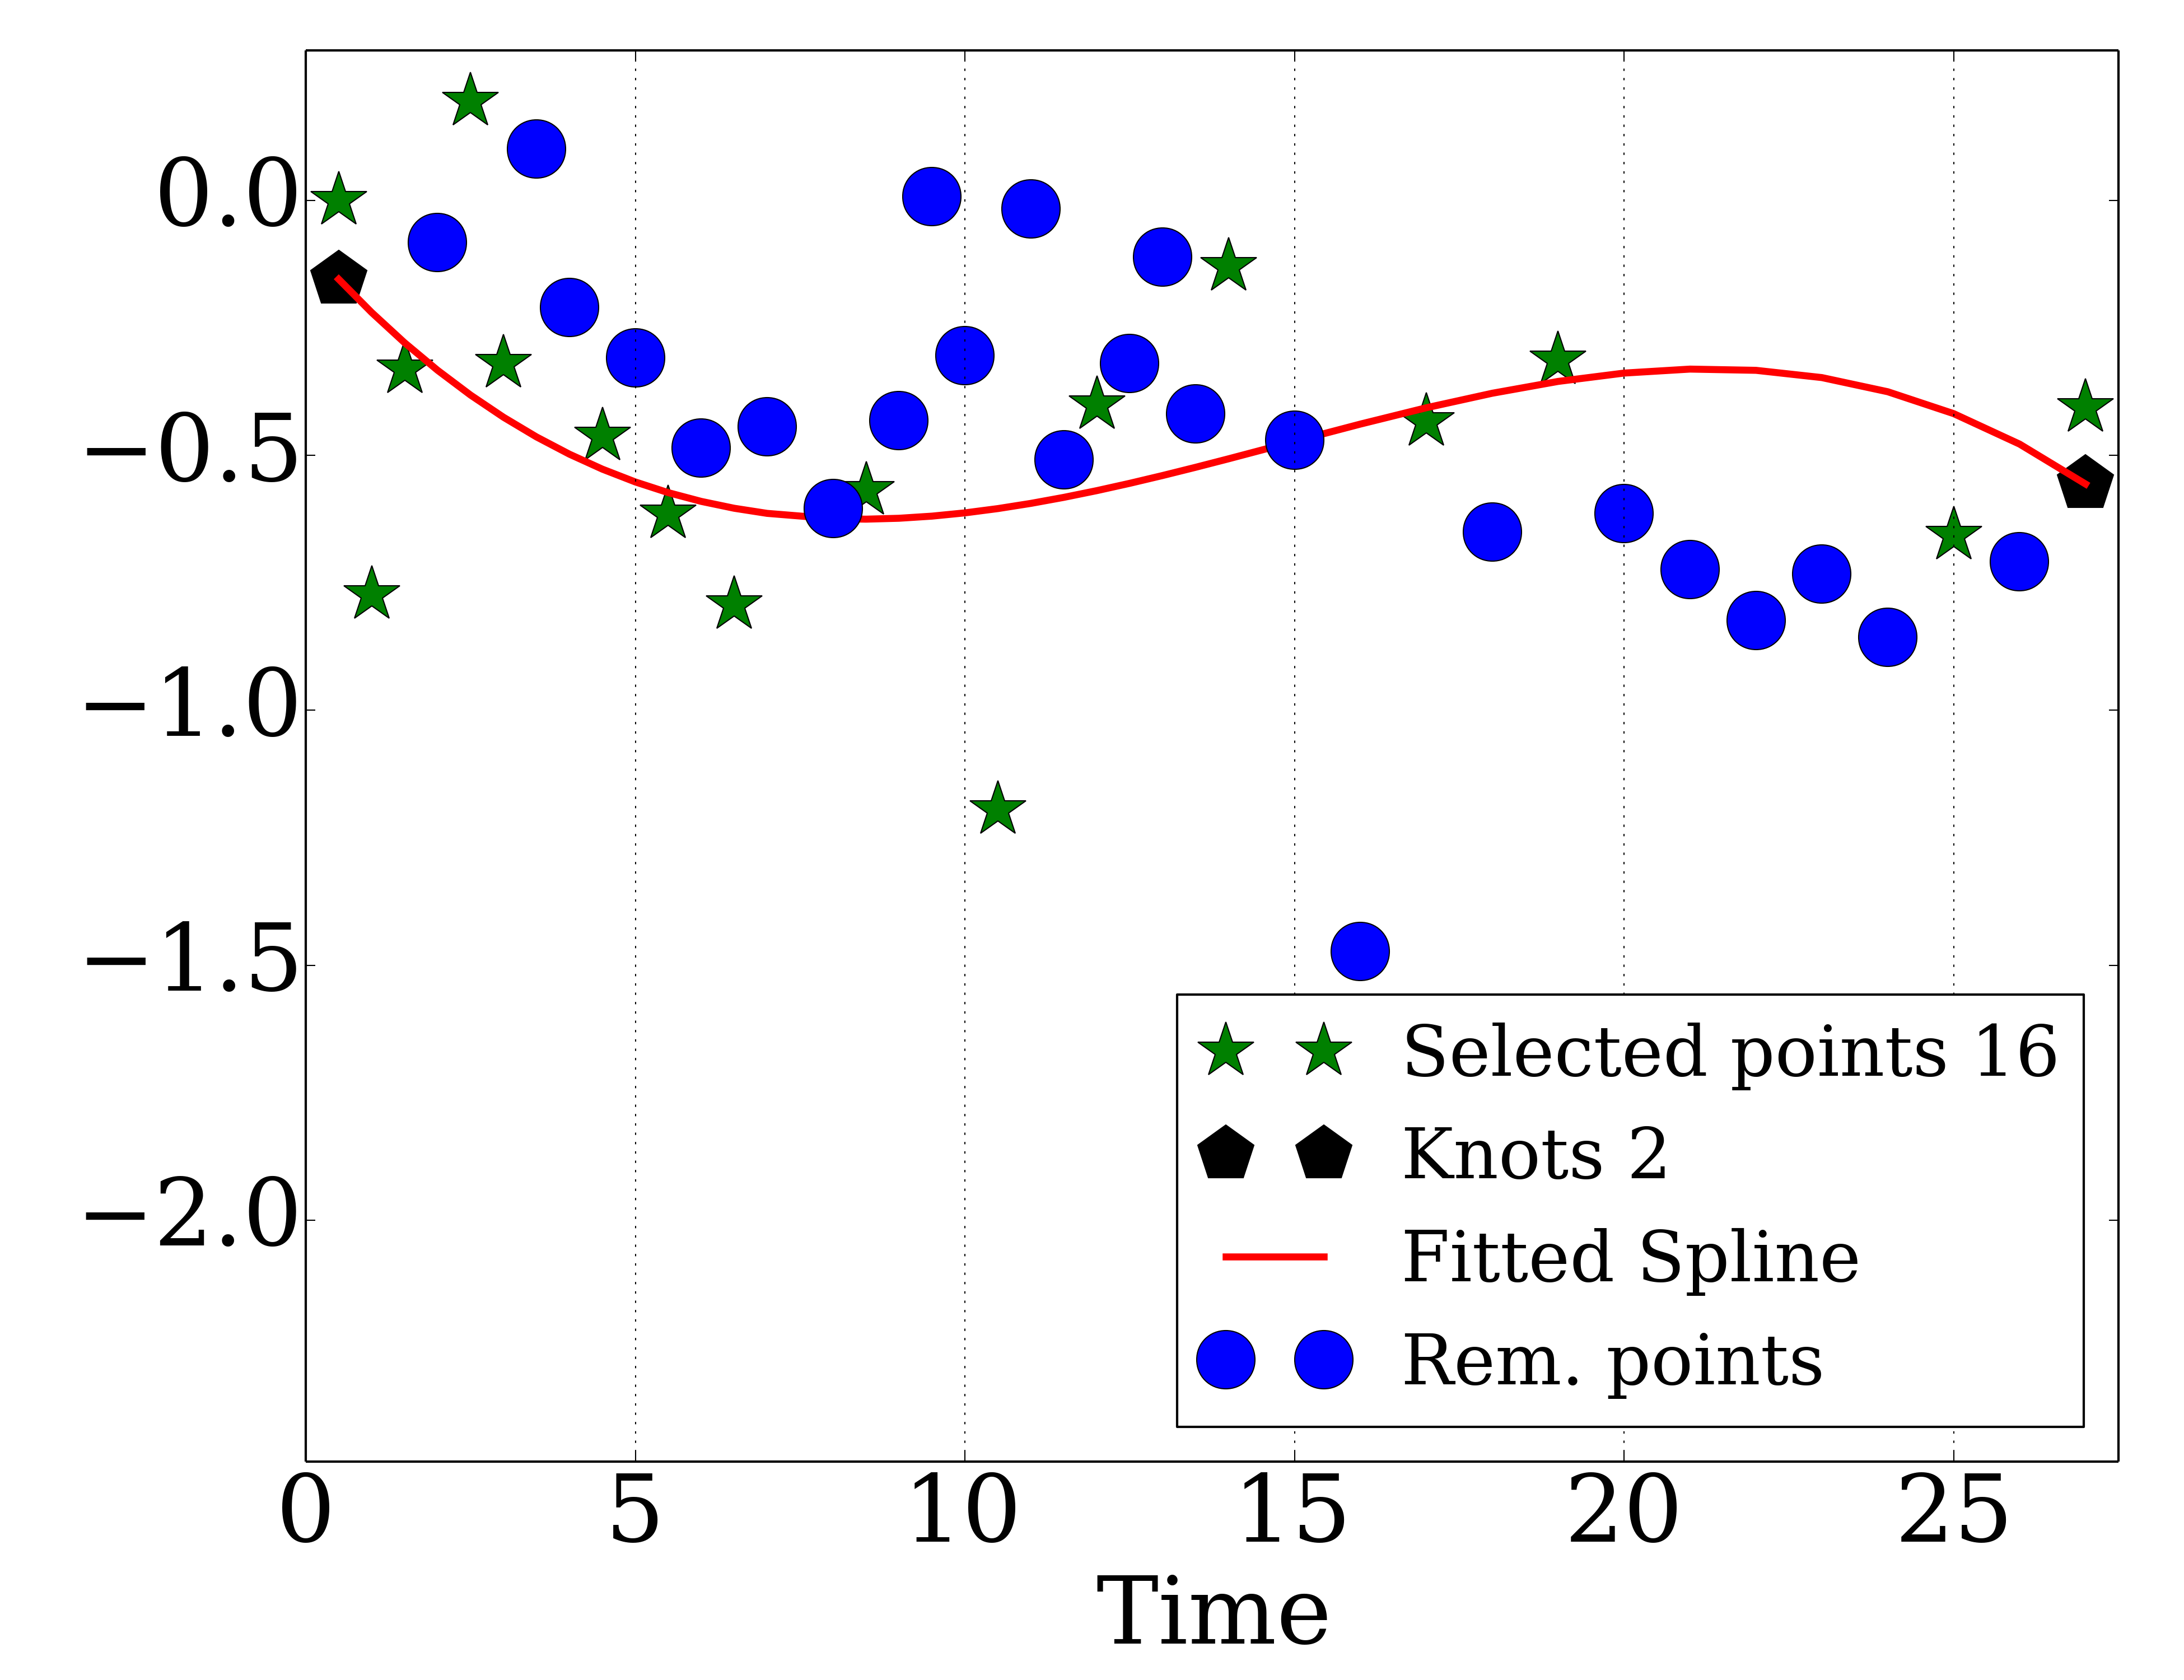 0.0
−0.5
−1.0
−1.5
−2.0
Selected points 16
Knots 2
Fitted Spline
Rem. points
0 5 10 15 20 25
Time